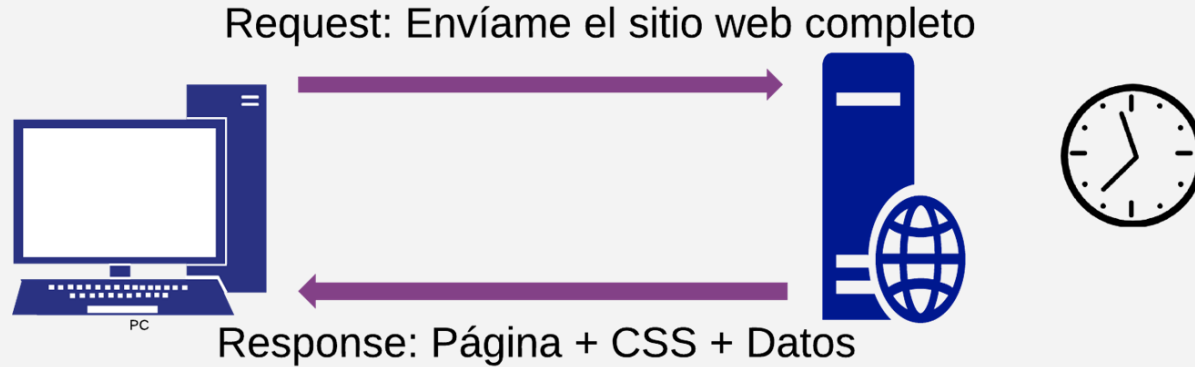 Request: Envíame el sitio web completo
PC
Response: Página + CSS + Datos